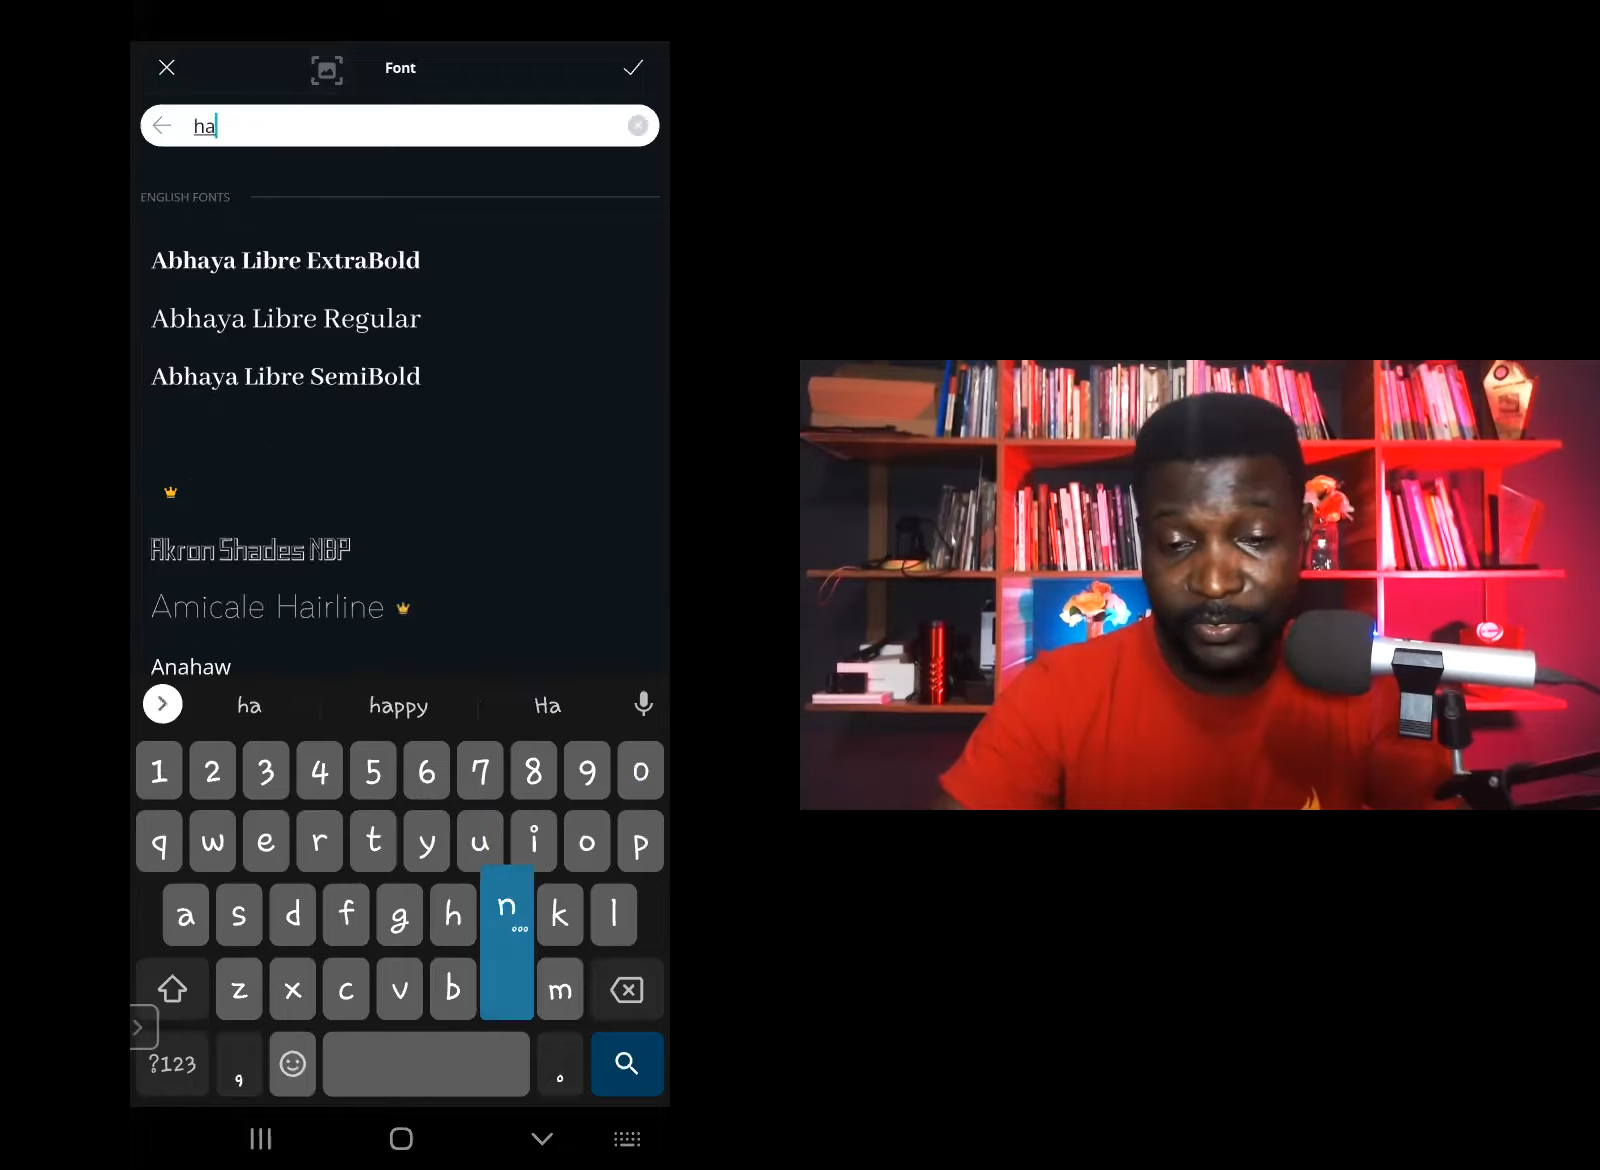 Font
ha
ENGLISH FONTS
Abhaya Libre ExtraBold
Abhaya Libre Regular
Abhaya Libre SemiBold
Akron Shades NBP
Amicale Hairline
Anahaw
ha happy Ha
1 2 3 4 5 6 7 8 9 0
q w e r t y u i o p
a s d f g h n k l
z x c v b m
?123 , .